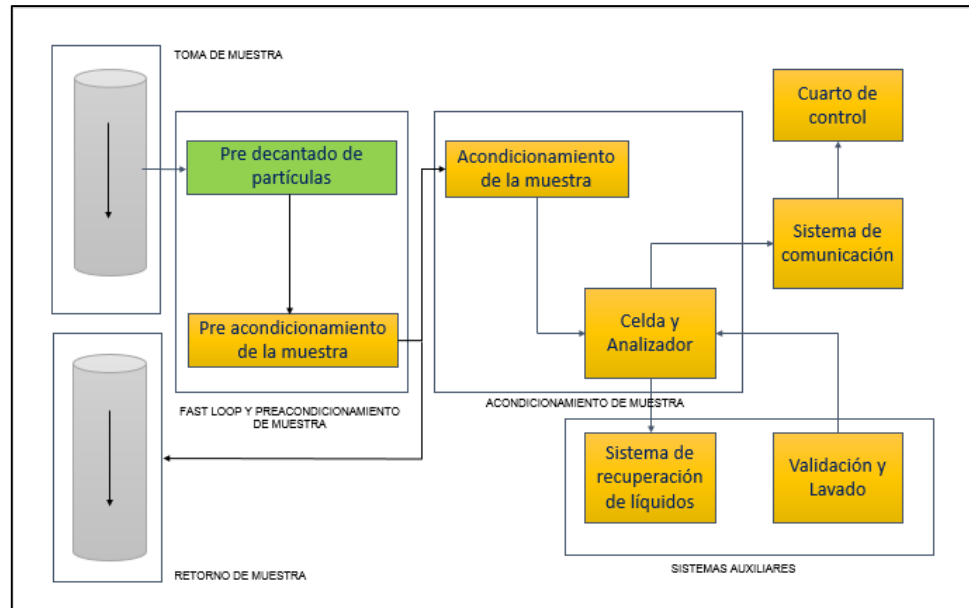 TOMA DE MUESTRA
Pre decantado de
partículas
Pre acondicionamiento
de la muestra
FAST LOOP Y PREACONDICIONAMIENTO
DE MUESTRA
Acondicionamiento
de la muestra
Celda y
Analizador
ACONDICIONAMIENTO DE MUESTRA
Cuarto de
control
Sistema de
comunicación
Sistema de
recuperación
de líquidos
Validación y
Lavado
SISTEMAS AUXILIARES
RETORNO DE MUESTRA